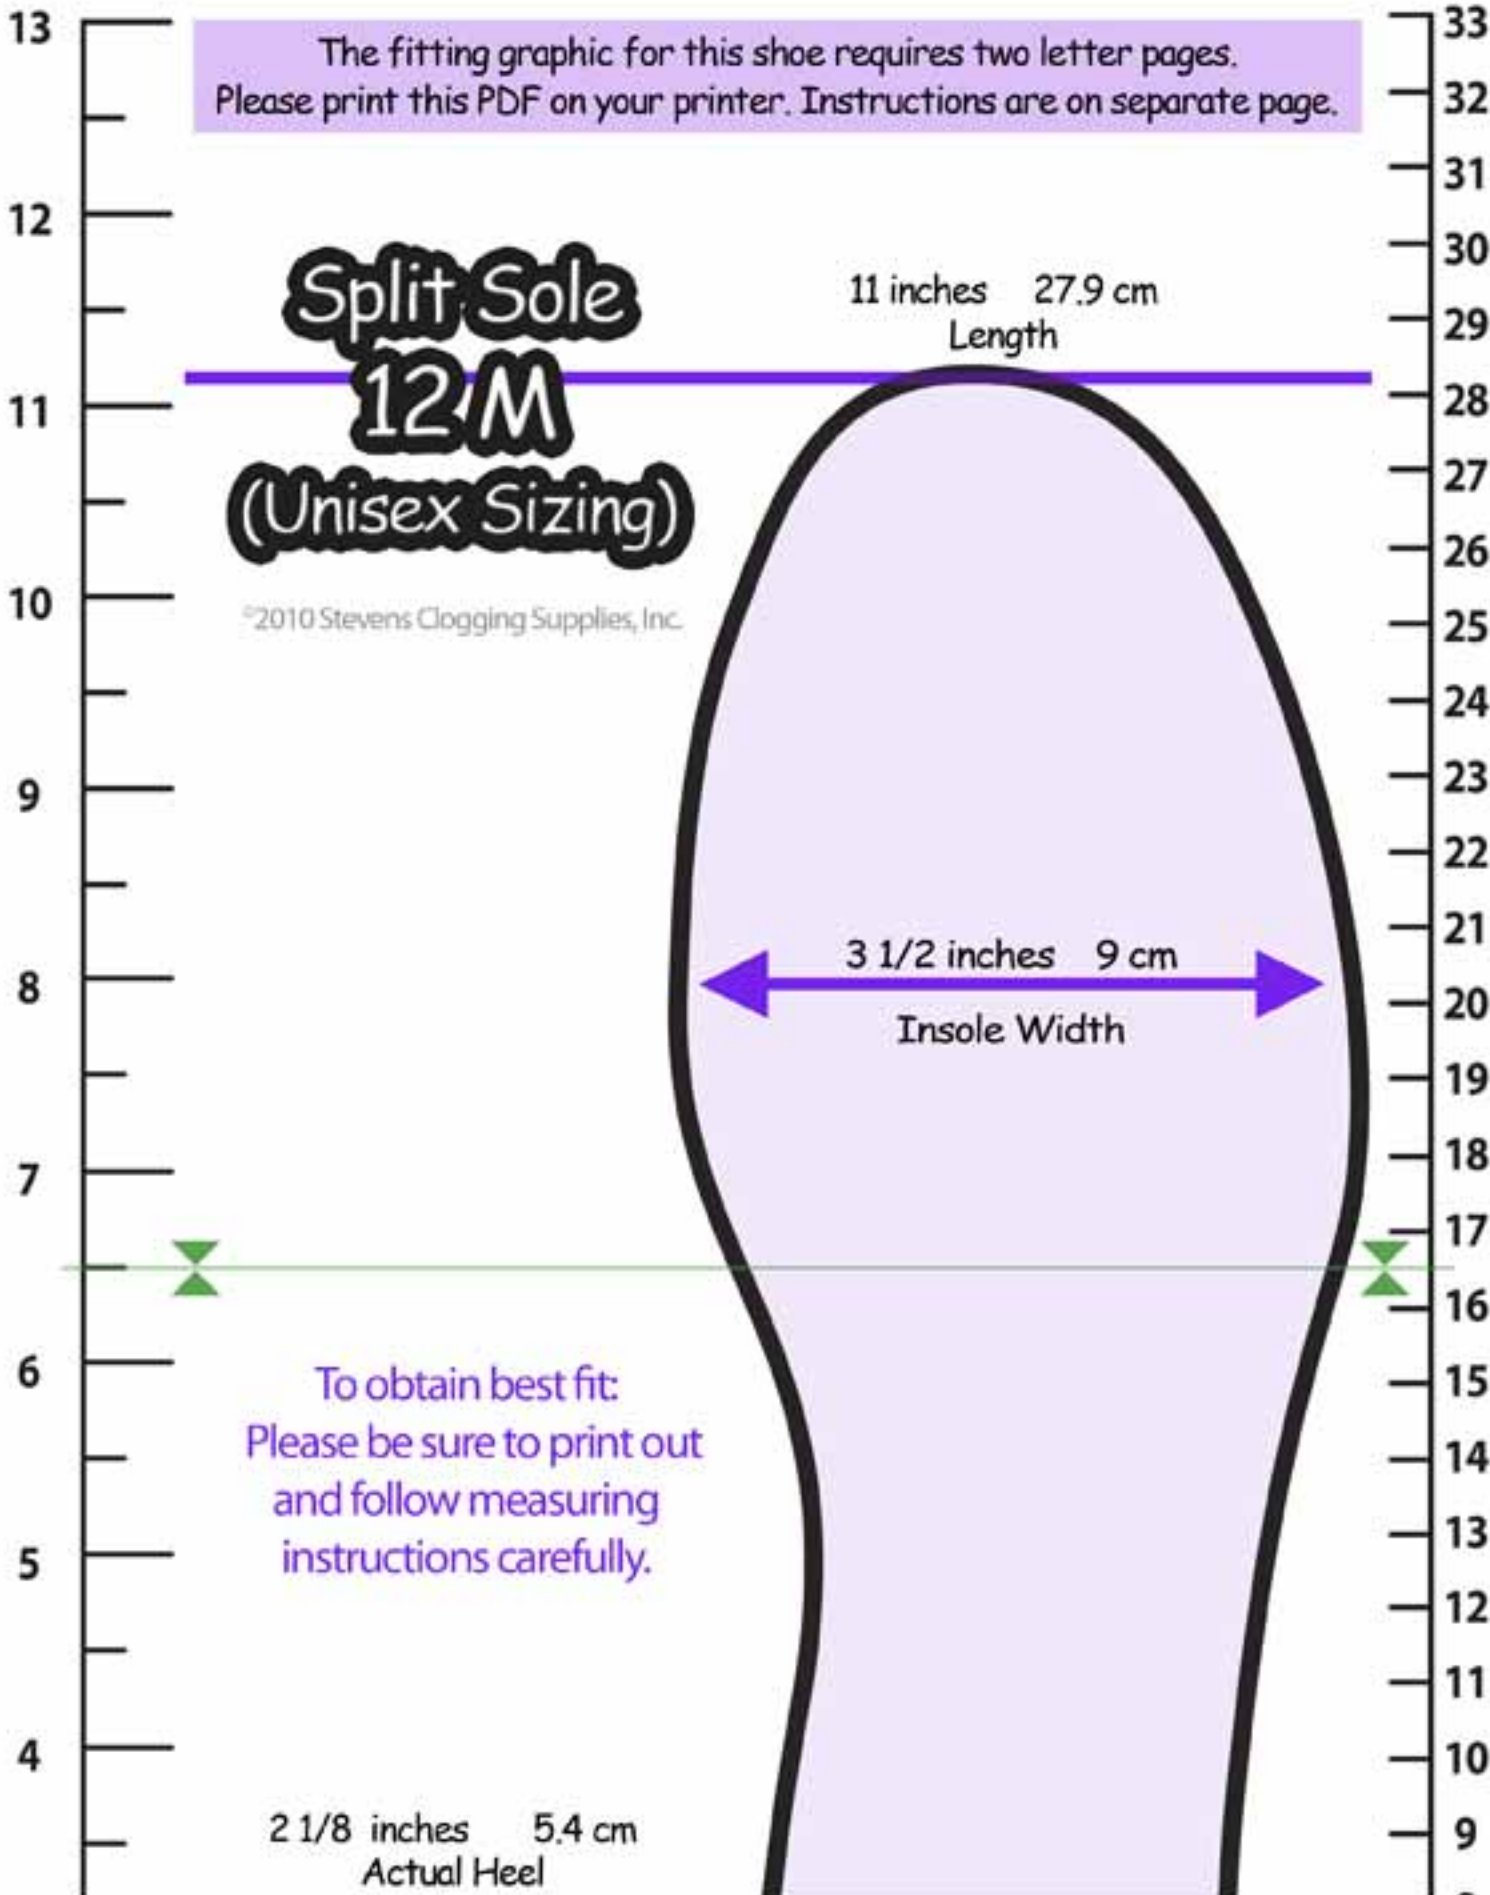 The fitting graphic for this shoe requires two letter pages.
Please print this PDF on your printer. Instructions are on separate page.
Split Sole
12 M
(Unisex Sizing)
©2010 Stevens Clogging Supplies, Inc.
11 inches 27.9 cm
Length
3 1/2 inches 9 cm
Insole Width
To obtain best fit:
Please be sure to print out
and follow measuring
instructions carefully.
2 1/8 inches 5.4 cm
Actual Heel
13
12
11
10
9
8
7
6
5
4
33
32
31
30
29
28
27
26
25
24
23
22
21
20
19
18
17
16
15
14
13
12
11
10
9